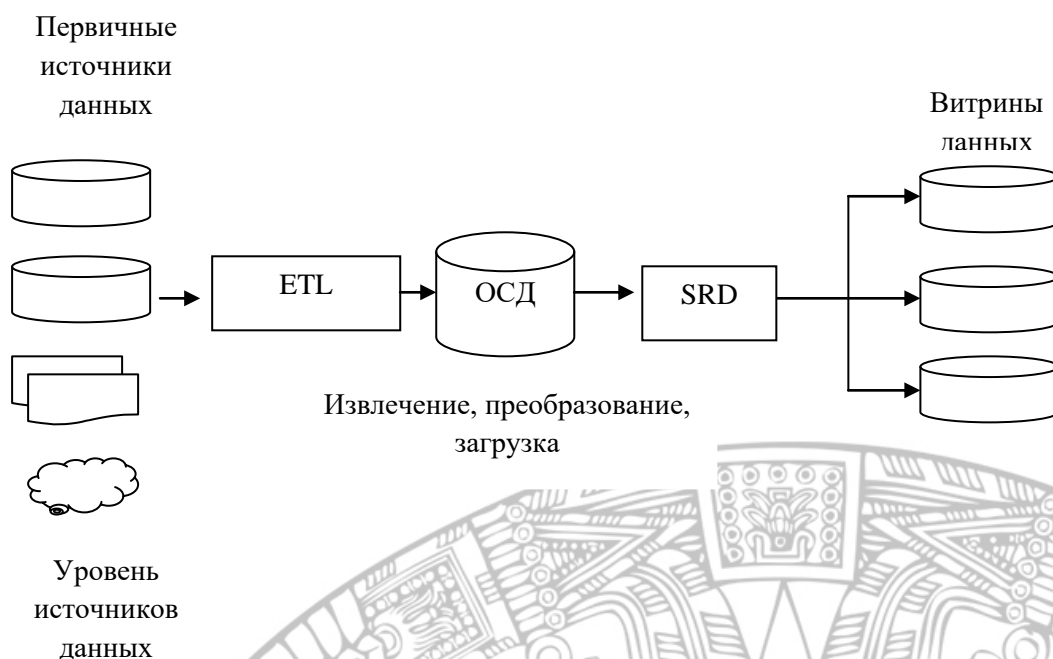 Первичные
источники
данных
Витрины
данных
ETL
ОСД
SRD
Извлечение, преобразование,
загрузка
Уровень
источников
данных